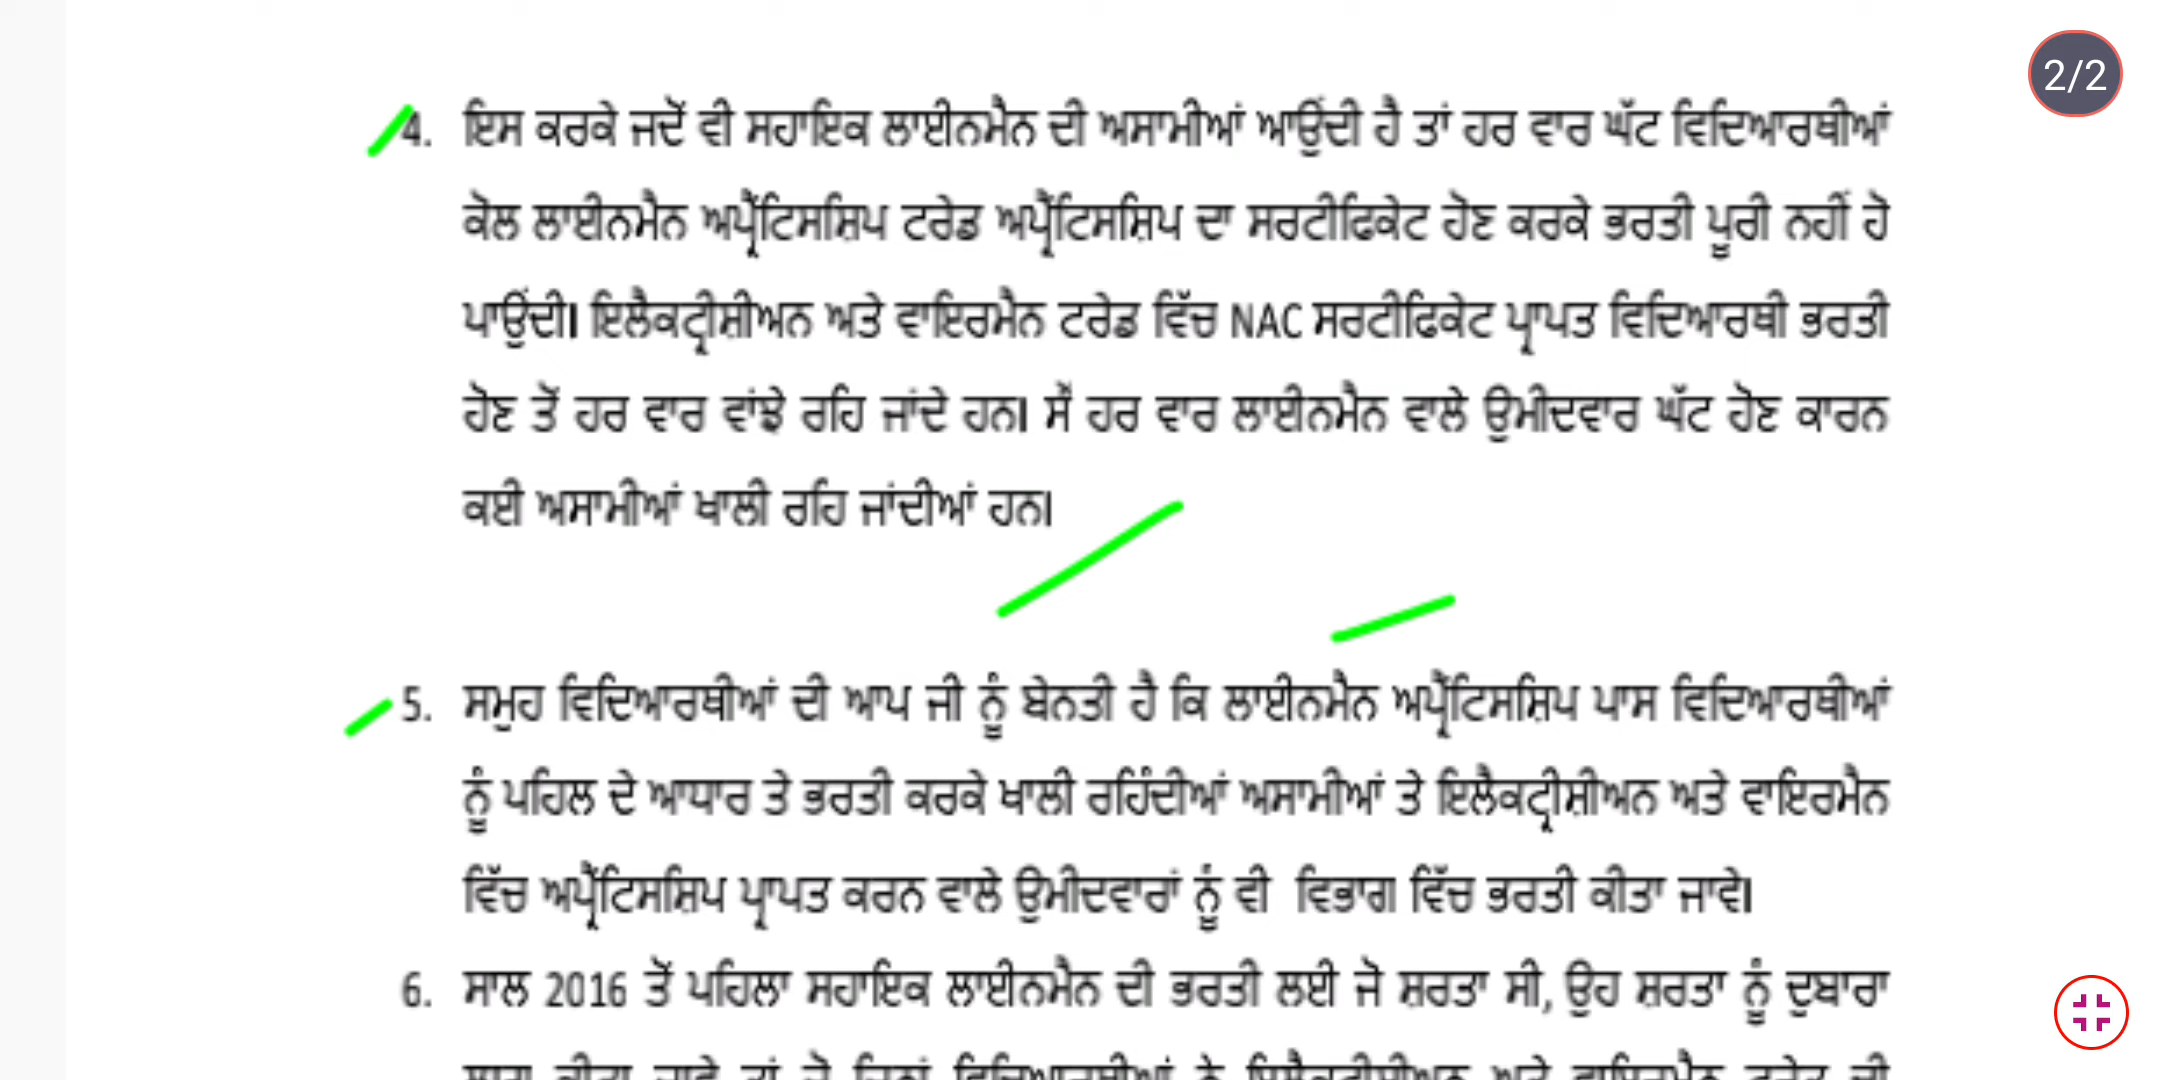 2/2
4. ਇਸ ਕਰਕੇ ਜਦੋਂ ਵੀ ਸਹਾਇਕ ਲਾਈਨਮੈਨ ਦੀ ਅਸਾਮੀਆਂ ਆਉਂਦੀ ਹੈ ਤਾਂ ਹਰ ਵਾਰ ਘੱਟ ਵਿਦਿਆਰਥੀਆਂ
ਕੋਲ ਲਾਈਨਮੈਨ ਅਪ੍ਰੈਂਟਿਸਸ਼ਿਪ ਟਰੇਡ ਅਪ੍ਰੈਂਟਿਸਸ਼ਿਪ ਦਾ ਸਰਟੀਫਿਕੇਟ ਹੋਣ ਕਰਕੇ ਭਰਤੀ ਪੂਰੀ ਨਹੀਂ ਹੋ
ਪਾਉਂਦੀ। ਇਲੈਕਟ੍ਰੀਸ਼ੀਅਨ ਅਤੇ ਵਾਇਰਮੈਨ ਟਰੇਡ ਵਿੱਚ NAC ਸਰਟੀਫਿਕੇਟ ਪ੍ਰਾਪਤ ਵਿਦਿਆਰਥੀ ਭਰਤੀ
ਹੋਣ ਤੋਂ ਹਰ ਵਾਰ ਵਾਂਝੇ ਰਹਿ ਜਾਂਦੇ ਹਨ। ਸੋਂ ਹਰ ਵਾਰ ਲਾਈਨਮੈਨ ਵਾਲੇ ਉਮੀਦਵਾਰ ਘੱਟ ਹੋਣ ਕਾਰਨ
ਕਈ ਅਸਾਮੀਆਂ ਖਾਲੀ ਰਹਿ ਜਾਂਦੀਆਂ ਹਨ।
5. ਸਮੁਹ ਵਿਦਿਆਰਥੀਆਂ ਦੀ ਆਪ ਜੀ ਨੂੰ ਬੇਨਤੀ ਹੈ ਕਿ ਲਾਈਨਮੈਨ ਅਪ੍ਰੈਂਟਿਸਸ਼ਿਪ ਪਾਸ ਵਿਦਿਆਰਥੀਆਂ
ਨੂੰ ਪਹਿਲ ਦੇ ਆਧਾਰ ਤੇ ਭਰਤੀ ਕਰਕੇ ਖਾਲੀ ਰਹਿੰਦੀਆਂ ਅਸਾਮੀਆਂ ਤੇ ਇਲੈਕਟ੍ਰੀਸ਼ੀਅਨ ਅਤੇ ਵਾਇਰਮੈਨ
ਵਿੱਚ ਅਪ੍ਰੈਂਟਿਸਸ਼ਿਪ ਪ੍ਰਾਪਤ ਕਰਨ ਵਾਲੇ ਉਮੀਦਵਾਰਾਂ ਨੂੰ ਵੀ ਵਿਭਾਗ ਵਿੱਚ ਭਰਤੀ ਕੀਤਾ ਜਾਵੇ।
6. ਸਾਲ 2016 ਤੋਂ ਪਹਿਲਾ ਸਹਾਇਕ ਲਾਈਨਮੈਨ ਦੀ ਭਰਤੀ ਲਈ ਜੋ ਸ਼ਰਤਾ ਸੀ, ਉਹ ਸ਼ਰਤਾ ਨੂੰ ਦੁਬਾਰਾ